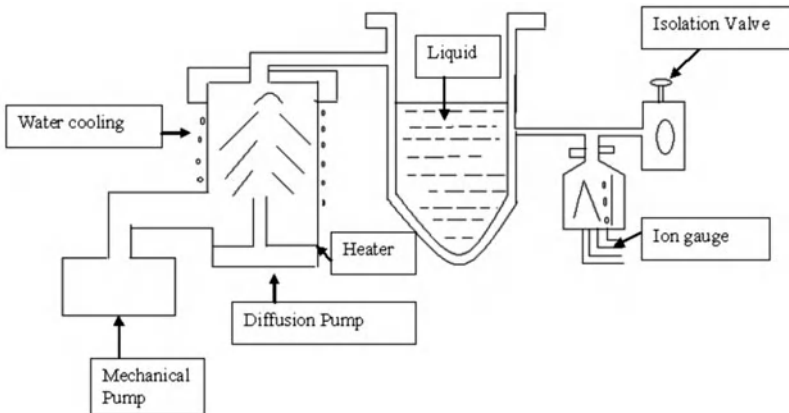 Isolation Valve
Liquid
Water cooling
Heater
Ion gauge
Diffusion Pump
Mechanical
Pump